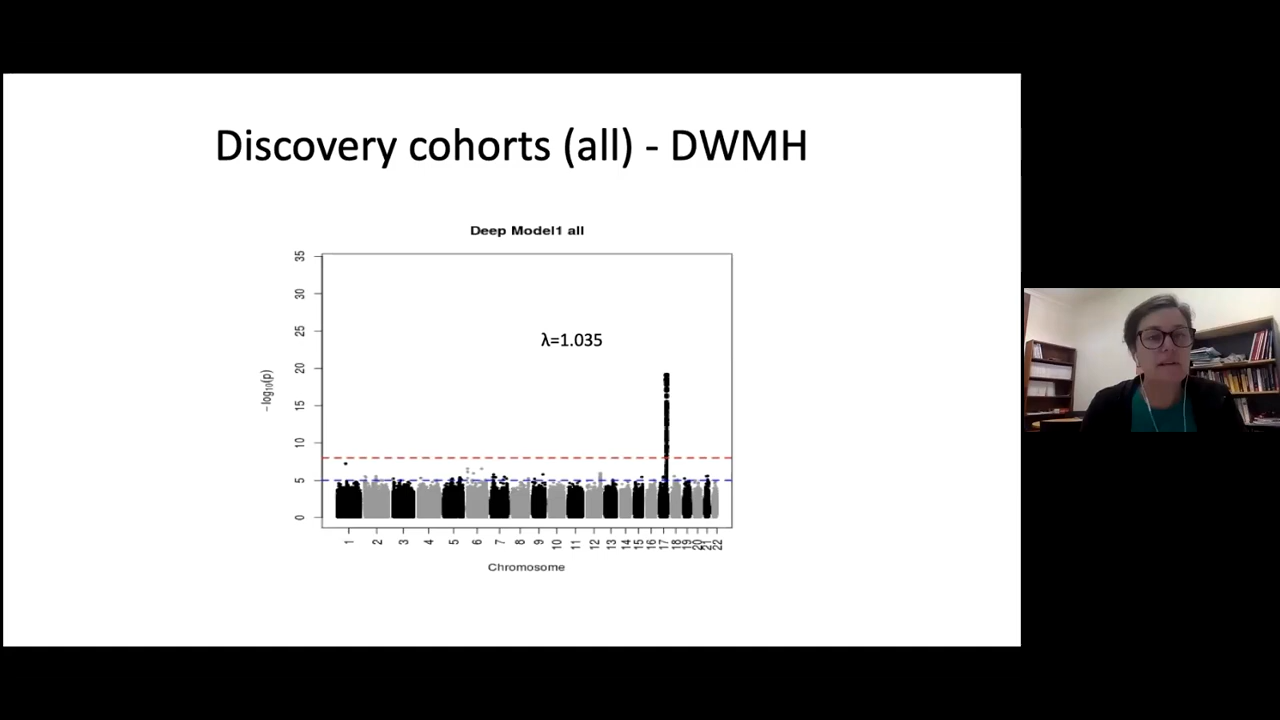 Discovery cohorts (all) - DWMH
Deep Model1 all
35
30
25
20
15
10
5
0
−log10(p)
λ=1.035
1 2 3 4 5 6 7 8 9 10 11 12 13 14 15 16 17 18 19 20 21 22
Chromosome